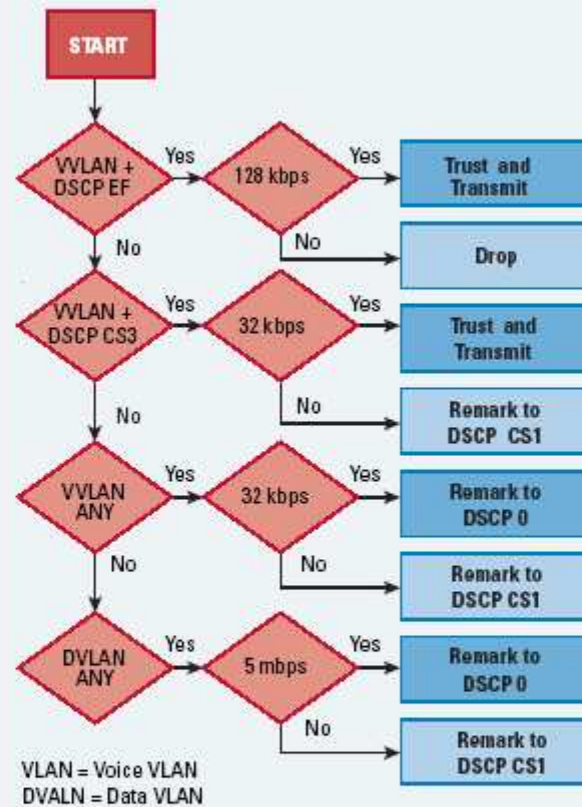 START
VVLAN +
DSCP EF
Yes
128 kbps
Yes
Trust and
Transmit
No
No
Drop
VVLAN +
DSCP CS3
Yes
32 kbps
Yes
Trust and
Transmit
No
No
Remark to
DSCP CS1
VVLAN
ANY
Yes
32 kbps
Yes
Remark to
DSCP 0
No
No
Remark to
DSCP CS1
DVLAN
ANY
Yes
5 mbps
Yes
Remark to
DSCP 0
No
Remark to
DSCP CS1
VLAN = Voice VLAN
DVALN = Data VLAN